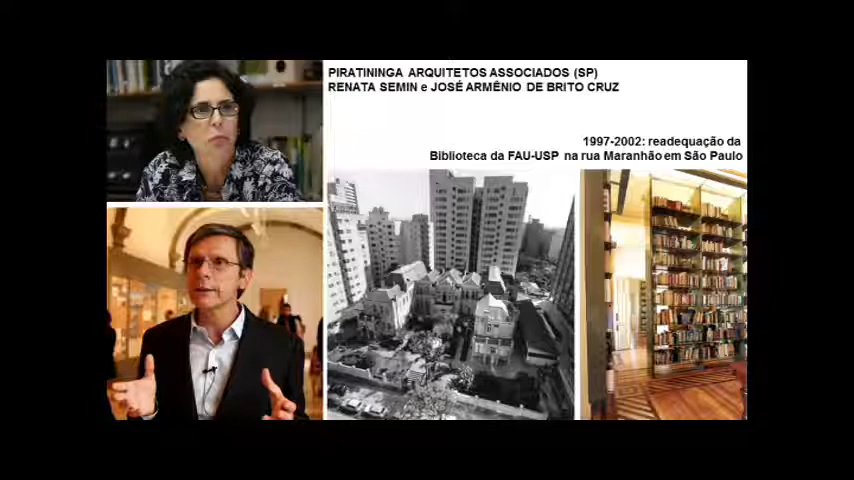 PIRATININGA ARQUITETOS ASSOCIADOS (SP)
RENATA SEMIN e JOSÉ ARMÊNIO DE BRITO CRUZ
1997-2002: readequação da
Biblioteca da FAU-USP na rua Maranhão em São Paulo